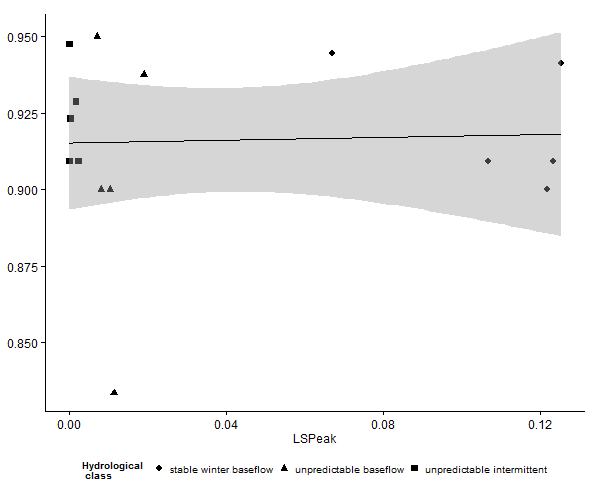 0.950
0.925
0.900
0.875
0.850
0.00 0.04 0.08 0.12
LSPeak
Hydrological
class
stable winter baseflow unpredictable baseflow unpredictable intermittent